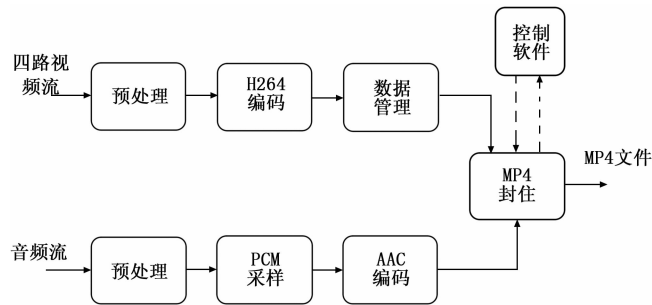 四路视
频流
预处理
H264
编码
数据
管理
控制
软件
MP4
封住
MP4文件
音频流
预处理
PCM
采样
AAC
编码